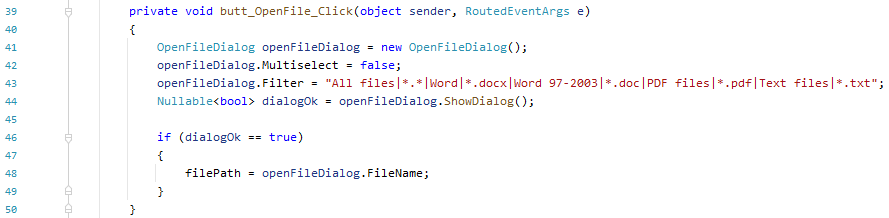 39 private void butt_OpenFile_Click(object sender, RoutedEventArgs e)
40 {
41 OpenFileDialog openFileDialog = new OpenFileDialog();
42 openFileDialog.Multiselect = false;
43 openFileDialog.Filter = "All files|*.*|Word|*.docx|Word 97-2003|*.doc|PDF files|*.pdf|Text files|*.txt";
44 Nullable<bool> dialogOk = openFileDialog.ShowDialog();
45
46 if (dialogOk == true)
47 {
48 filePath = openFileDialog.FileName;
49 }
50 }